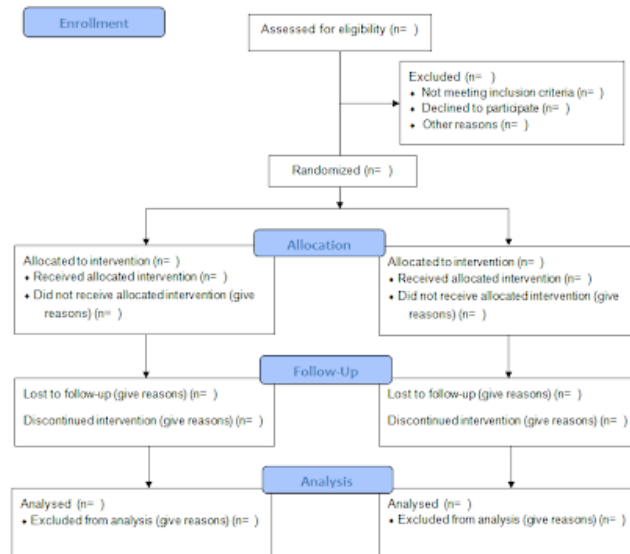 Enrollment
Assessed for eligibility (n=  )
Excluded (n=  )
♦ Not meeting inclusion criteria (n=  )
♦ Declined to participate (n=  )
♦ Other reasons (n=  )
Randomized (n=  )
Allocation
Allocated to intervention (n=  )
♦ Received allocated intervention (n=  )
♦ Did not receive allocated intervention (give
reasons) (n=  )
Allocated to intervention (n=  )
♦ Received allocated intervention (n=  )
♦ Did not receive allocated intervention (give
reasons) (n=  )
Follow-Up
Lost to follow-up (give reasons) (n=  )
Discontinued intervention (give reasons) (n=  )
Lost to follow-up (give reasons) (n=  )
Discontinued intervention (give reasons) (n=  )
Analysis
Analysed (n=  )
♦ Excluded from analysis (give reasons) (n=  )
Analysed (n=  )
♦ Excluded from analysis (give reasons) (n=  )